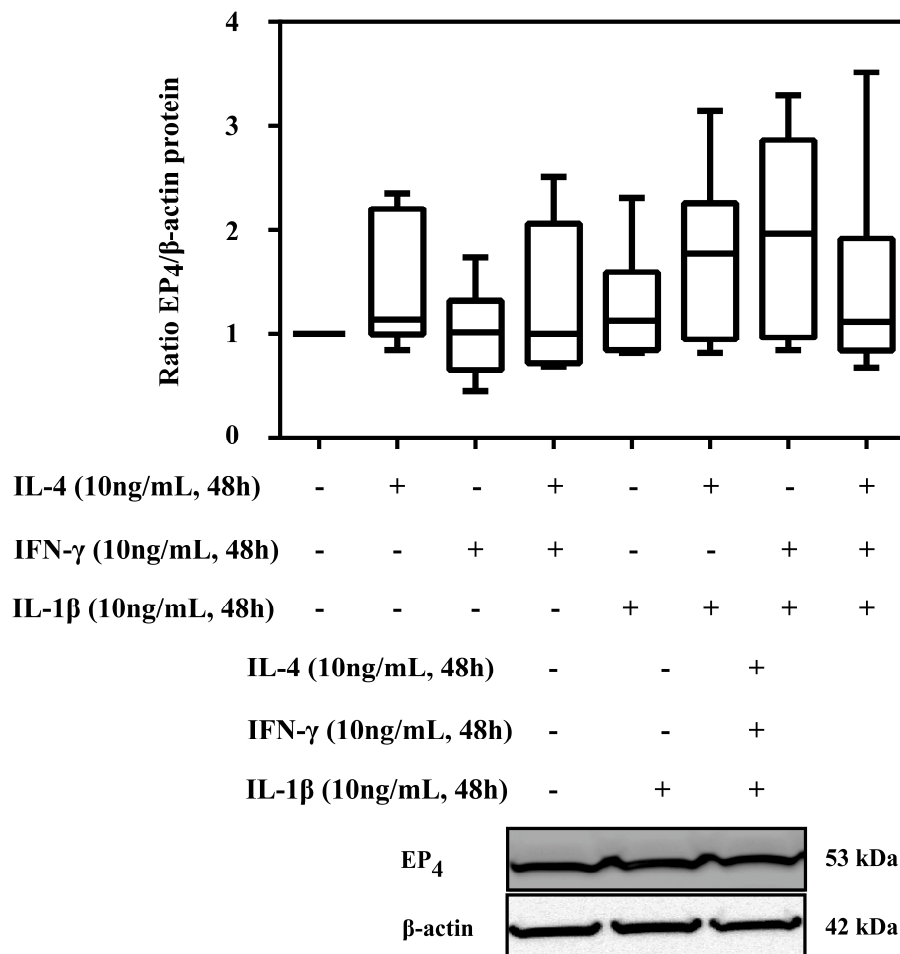 4
3
2
1
0
Ratio EP4/β-actin protein
IL-4 (10ng/mL, 48h) - + - + - + - +
IFN-γ (10ng/mL, 48h) - - + + - - + +
IL-1β (10ng/mL, 48h) - - - - + + + +
IL-4 (10ng/mL, 48h) - - +
IFN-γ (10ng/mL, 48h) - - +
IL-1β (10ng/mL, 48h) - + +
EP4 53 kDa
β-actin 42 kDa